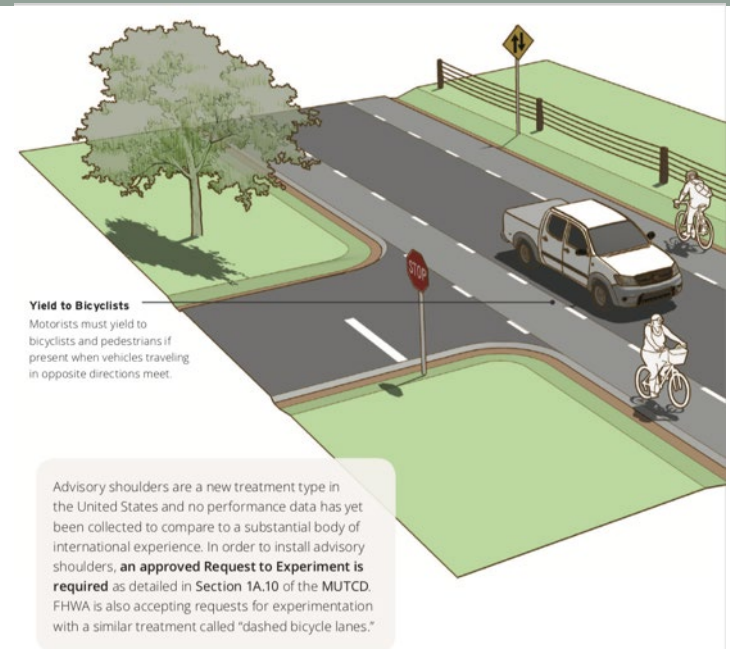 STOP
Yield to Bicyclists
Motorists must yield to
bicyclists and pedestrians if
present when vehicles traveling
in opposite directions meet.
Advisory shoulders are a new treatment type in
the United States and no performance data has yet
been collected to compare to a substantial body of
international experience. In order to install advisory
shoulders, an approved Request to Experiment is
required as detailed in Section 1A.10 of the MUTCD.
FHWA is also accepting requests for experimentation
with a similar treatment called “dashed bicycle lanes.”